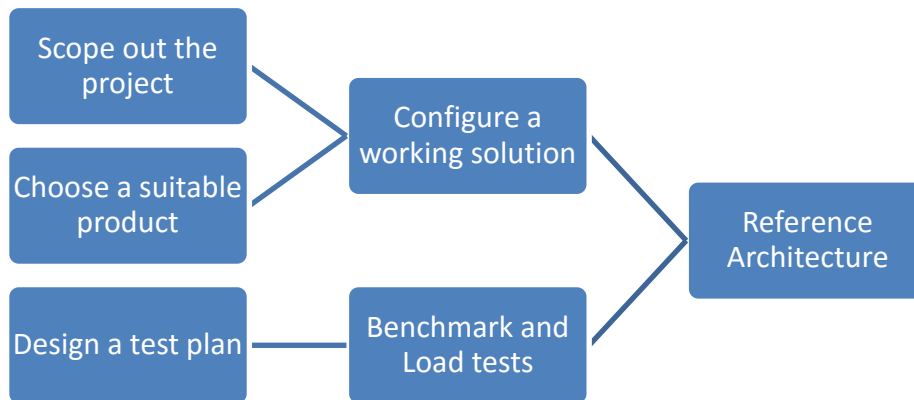 Scope out the
project
Choose a suitable
product
Design a test plan
Configure a
working solution
Benchmark and
Load tests
Reference
Architecture